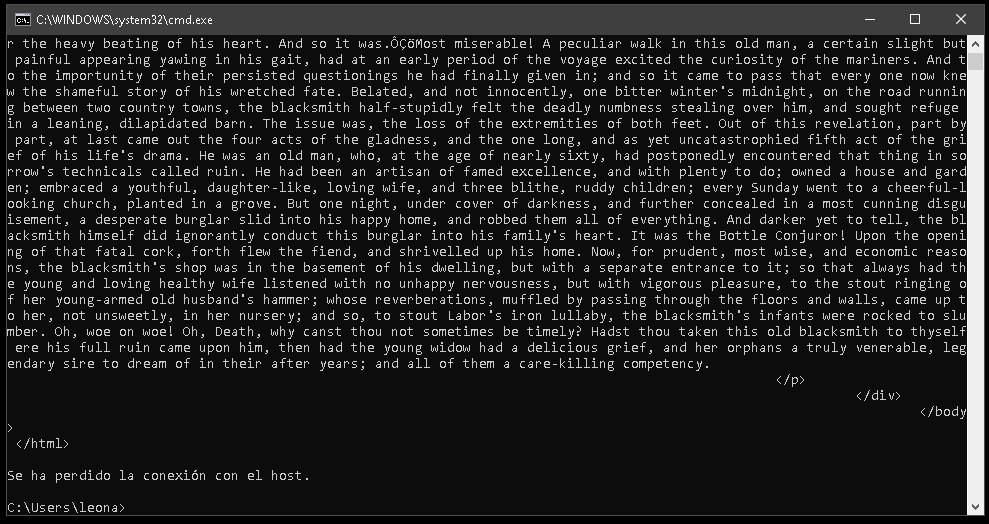 C:\WINDOWS\system32\cmd.exe
r the heavy beating of his heart. And so it was.ÔÇöMost miserable! A peculiar walk in this old man, a certain slight but
 painful appearing yawing in his gait, had at an early period of the voyage excited the curiosity of the mariners. And t
o the importunity of their persisted questionings he had finally given in; and so it came to pass that every one now kne
w the shameful story of his wretched fate. Belated, and not innocently, one bitter winter's midnight, on the road runnin
g between two country towns, the blacksmith half-stupidly felt the deadly numbness stealing over him, and sought refuge
in a leaning, dilapidated barn. The issue was, the loss of the extremities of both feet. Out of this revelation, part by
 part, at last came out the four acts of the gladness, and the one long, and as yet uncatastrophied fifth act of the gri
ef of his life's drama. He was an old man, who, at the age of nearly sixty, had postponedly encountered that thing in so
rrow's technicals called ruin. He had been an artisan of famed excellence, and with plenty to do; owned a house and gard
en; embraced a youthful, daughter-like, loving wife, and three blithe, ruddy children; every Sunday went to a cheerful-l
ooking church, planted in a grove. But one night, under cover of darkness, and further concealed in a most cunning disgu
isement, a desperate burglar slid into his happy home, and robbed them all of everything. And darker yet to tell, the bl
acksmith himself did ignorantly conduct this burglar into his family's heart. It was the Bottle Conjuror! Upon the openi
ng of that fatal cork, forth flew the fiend, and shrivelled up his home. Now, for prudent, most wise, and economic reaso
ns, the blacksmith's shop was in the basement of his dwelling, but with a separate entrance to it; so that always had th
e young and loving healthy wife listened with no unhappy nervousness, but with vigorous pleasure, to the stout ringing o
f her young-armed old husband's hammer; whose reverberations, muffled by passing through the floors and walls, came up t
o her, not unsweetly, in her nursery; and so, to stout Labor's iron lullaby, the blacksmith's infants were rocked to slu
mber. Oh, woe on woe! Oh, Death, why canst thou not sometimes be timely? Hadst thou taken this old blacksmith to thyself
 ere his full ruin came upon him, then had the young widow had a delicious grief, and her orphans a truly venerable, leg
endary sire to dream of in their after years; and all of them a care-killing competency.
</p>
</div>
</body
>
</html>
Se ha perdido la conexión con el host.
C:\Users\leona>